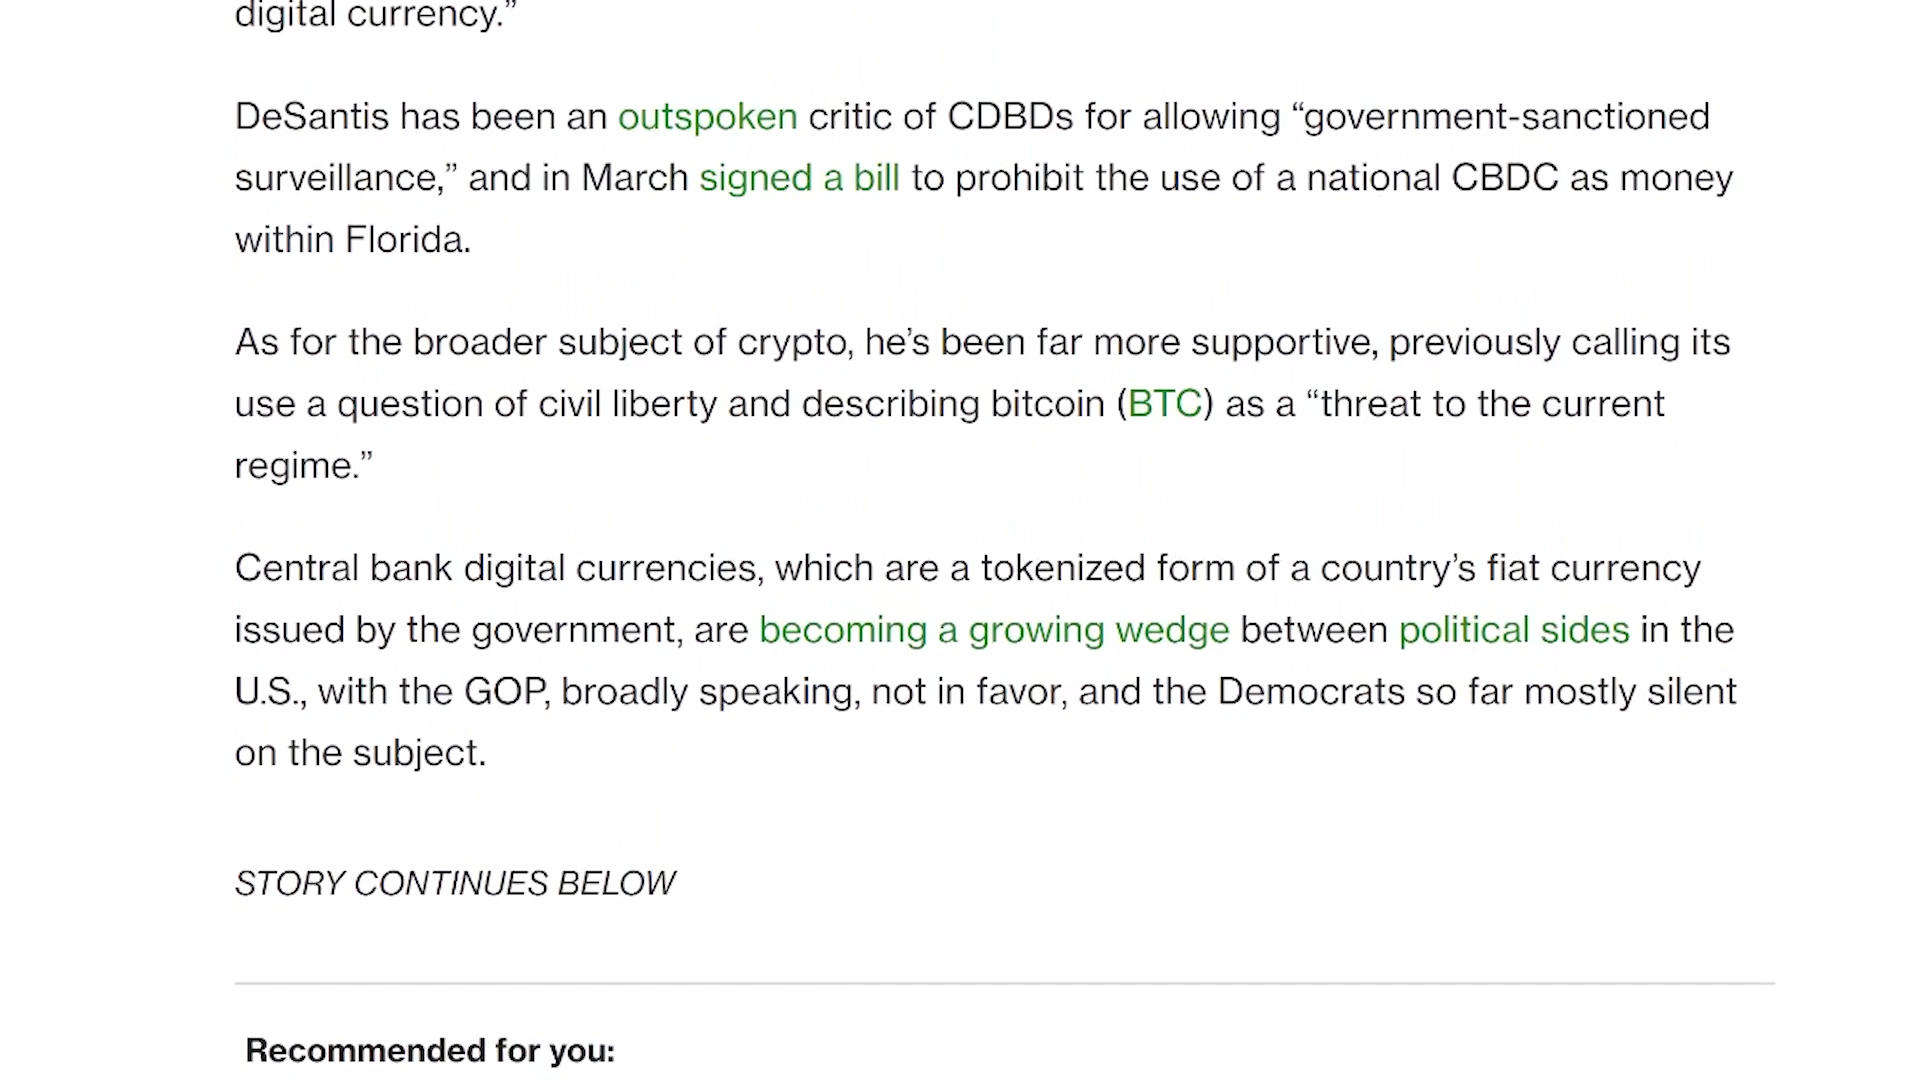 digital currency.”
DeSantis has been an outspoken critic of CDBDs for allowing “government-sanctioned
surveillance,” and in March signed a bill to prohibit the use of a national CBDC as money
within Florida.
As for the broader subject of crypto, he’s been far more supportive, previously calling its
use a question of civil liberty and describing bitcoin (BTC) as a “threat to the current
regime.”
Central bank digital currencies, which are a tokenized form of a country’s fiat currency
issued by the government, are becoming a growing wedge between political sides in the
U.S., with the GOP, broadly speaking, not in favor, and the Democrats so far mostly silent
on the subject.
STORY CONTINUES BELOW
Recommended for you: